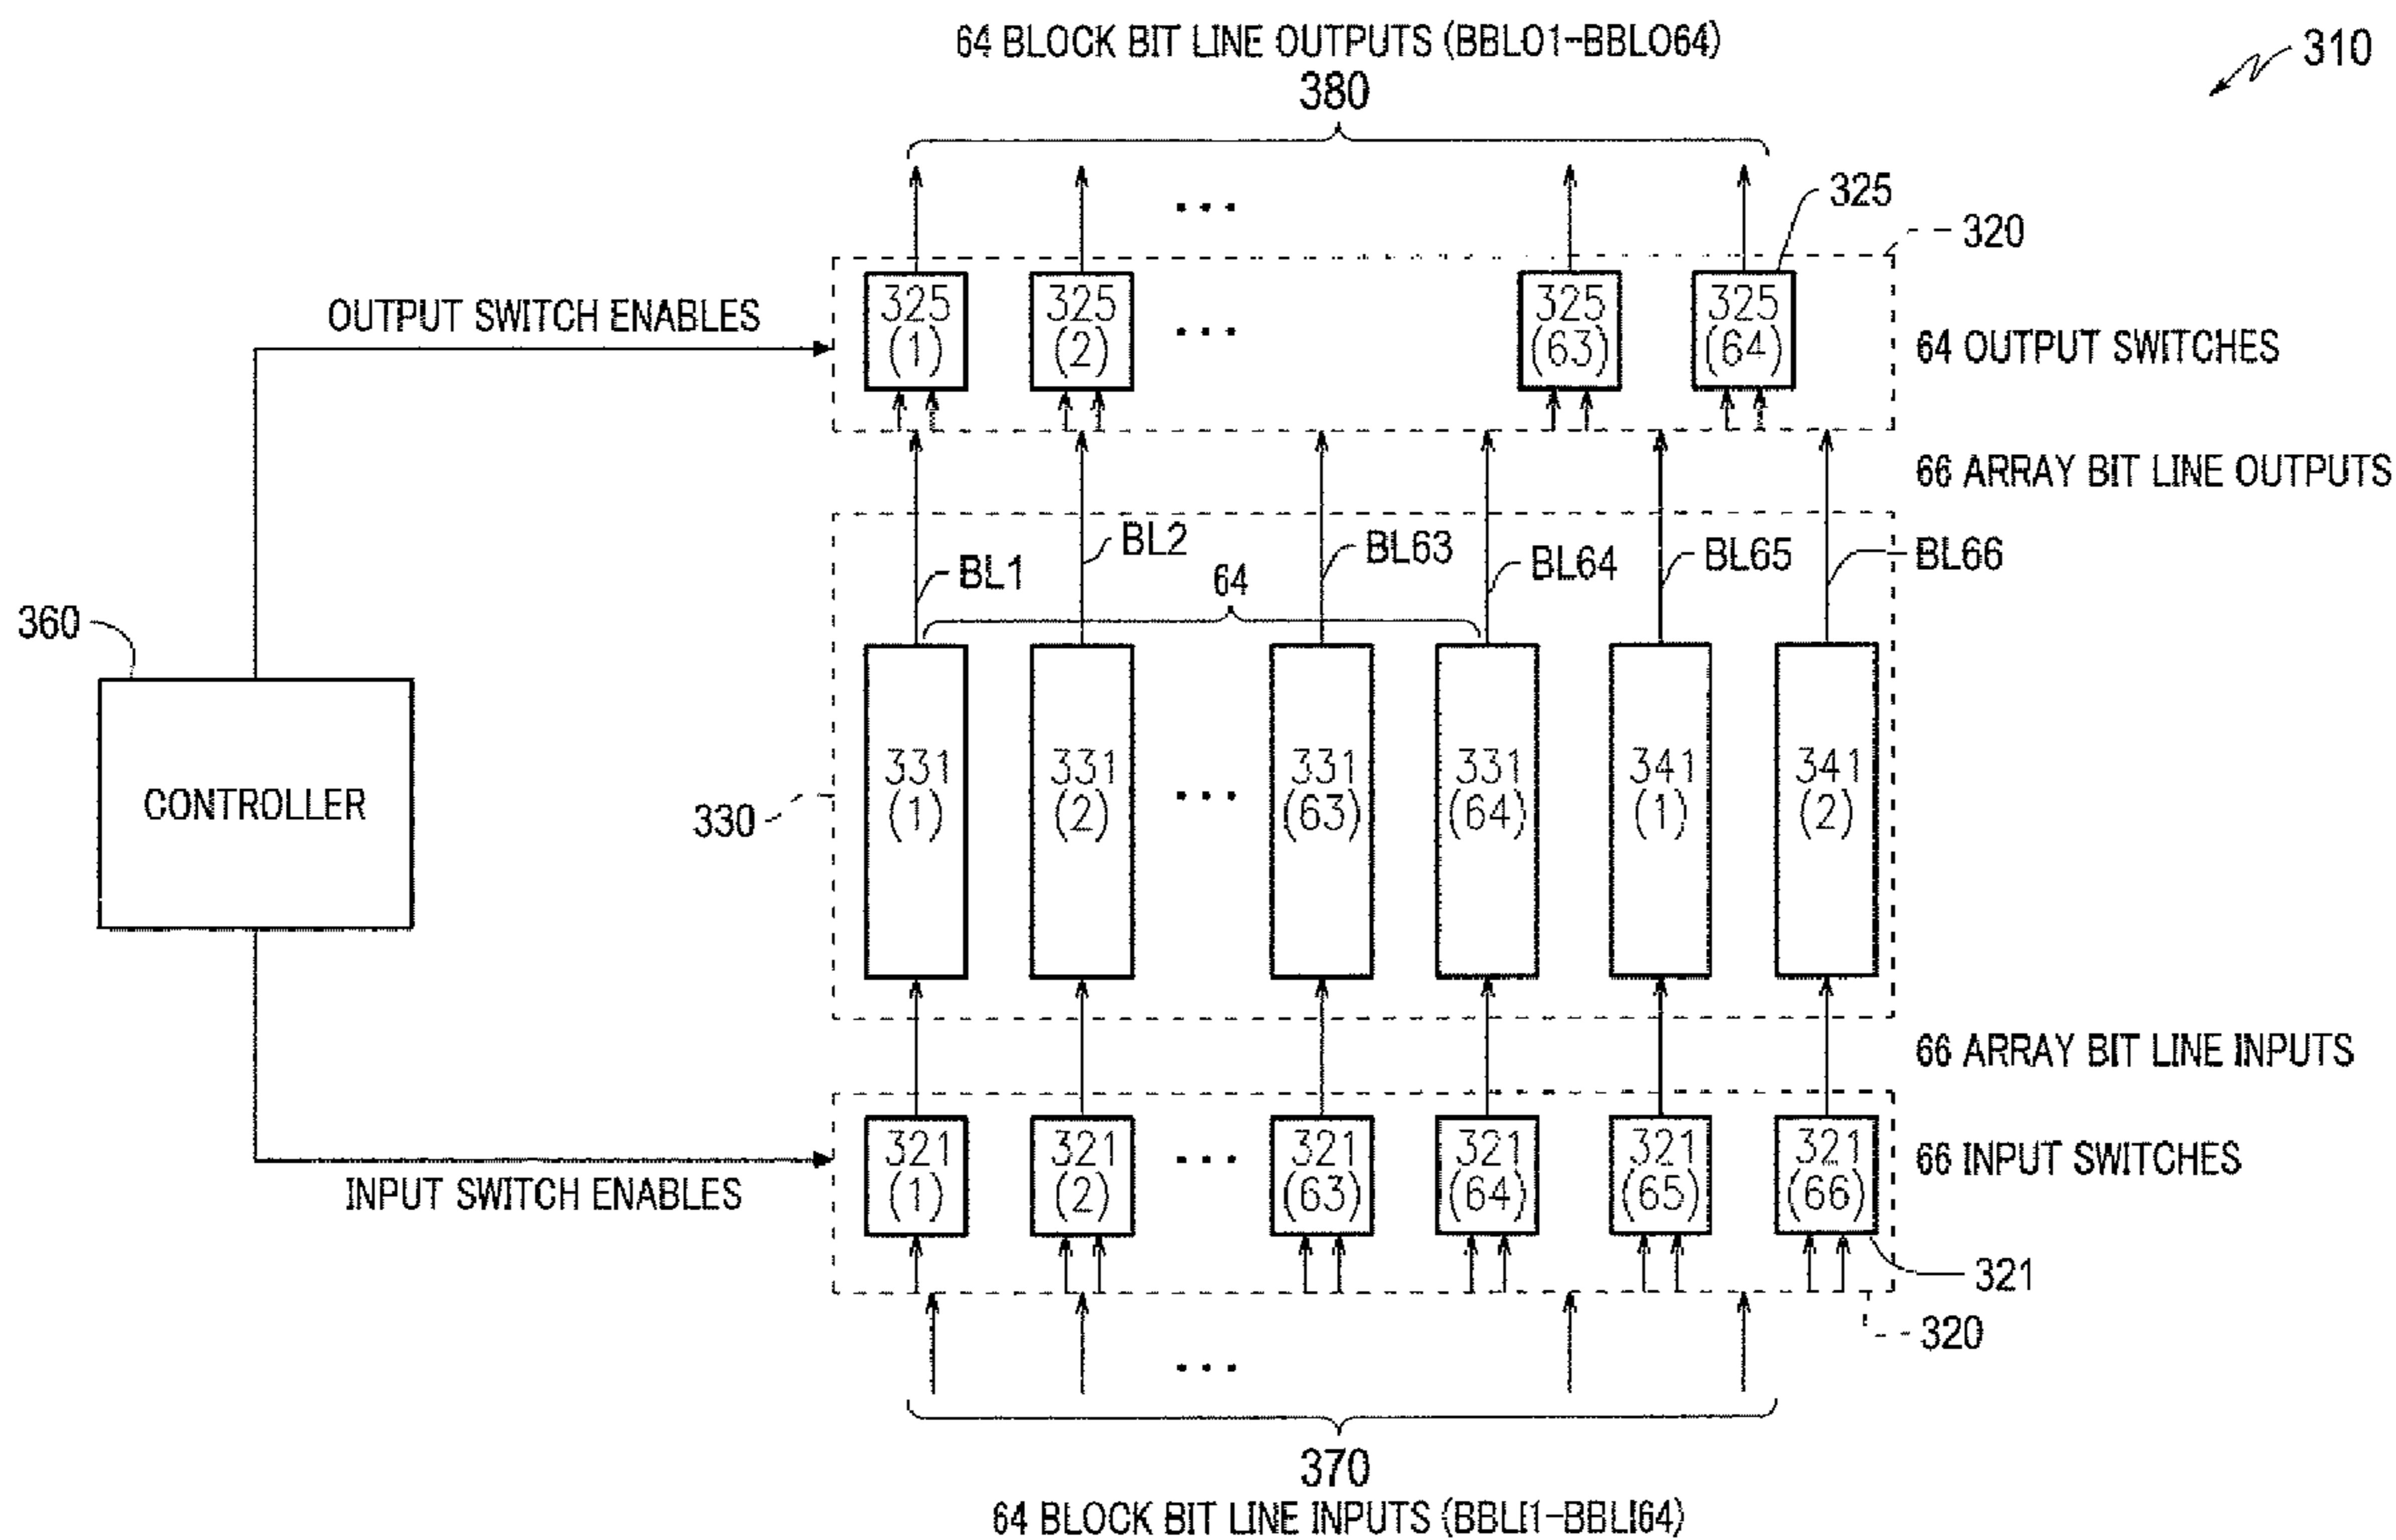 64 BLOCK BIT LINE OUTPUTS (BBLO1-BBLO64)
380
310
325
320
OUTPUT SWITCH ENABLES
325 (1)
325 (2)
...
...
325 (63)
325 (64)
64 OUTPUT SWITCHES
66 ARRAY BIT LINE OUTPUTS
BL1
BL2
64
BL63
BL64
BL65
BL66
360
CONTROLLER
330
331 (1)
331 (2)
...
331 (63)
331 (64)
341 (1)
341 (2)
66 ARRAY BIT LINE INPUTS
INPUT SWITCH ENABLES
321 (1)
321 (2)
...
321 (63)
321 (64)
321 (65)
321 (66)
66 INPUT SWITCHES
321
320
...
370
64 BLOCK BIT LINE INPUTS (BBLI1-BBLI64)